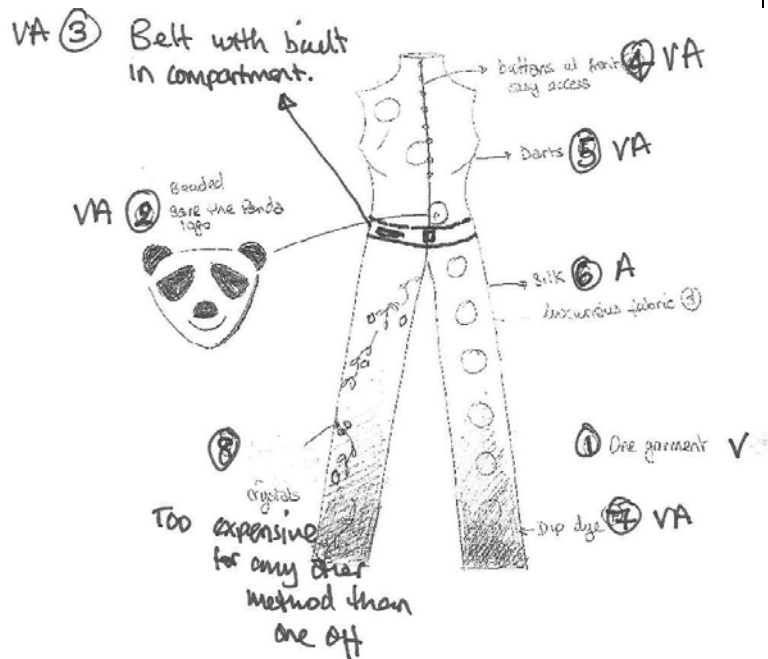 VA ③ Belt with built
in compartment.
buttons at front ④ VA
easy access
Darts ⑤ VA
VA ② Beaded
Save the Panda
logo
Silk ⑥ A
luxurious fabric ③
⑧
crystals
① One garment V
Dip dye ⑦ VA
Too expensive
for any other
method than
one off